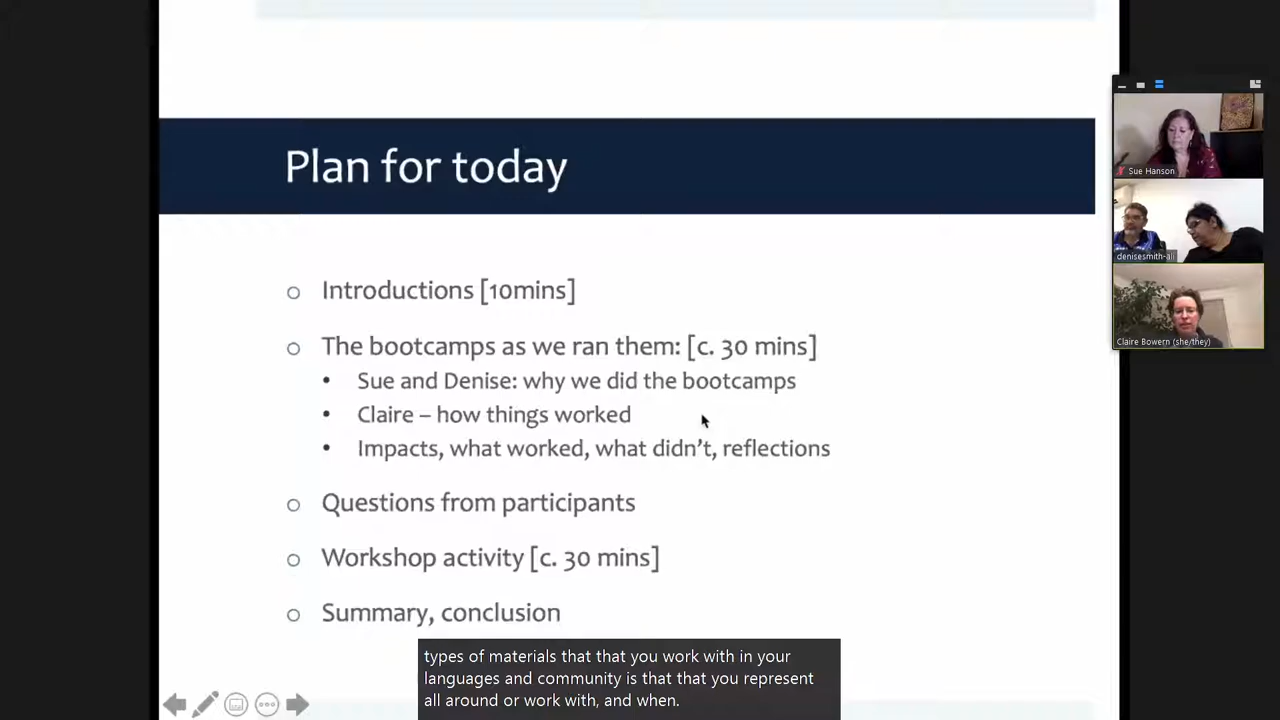 Plan for today
Introductions [10mins]
The bootcamps as we ran them: [c. 30 mins]
Sue and Denise: why we did the bootcamps
Claire – how things worked
Impacts, what worked, what didn't, reflections
Questions from participants
Workshop activity [c. 30 mins]
Summary, conclusion
types of materials that that you work with in your
languages and community is that that you represent
all around or work with, and when.
Sue Hanson
denisesmith-ali
Claire Bowern (she/they)